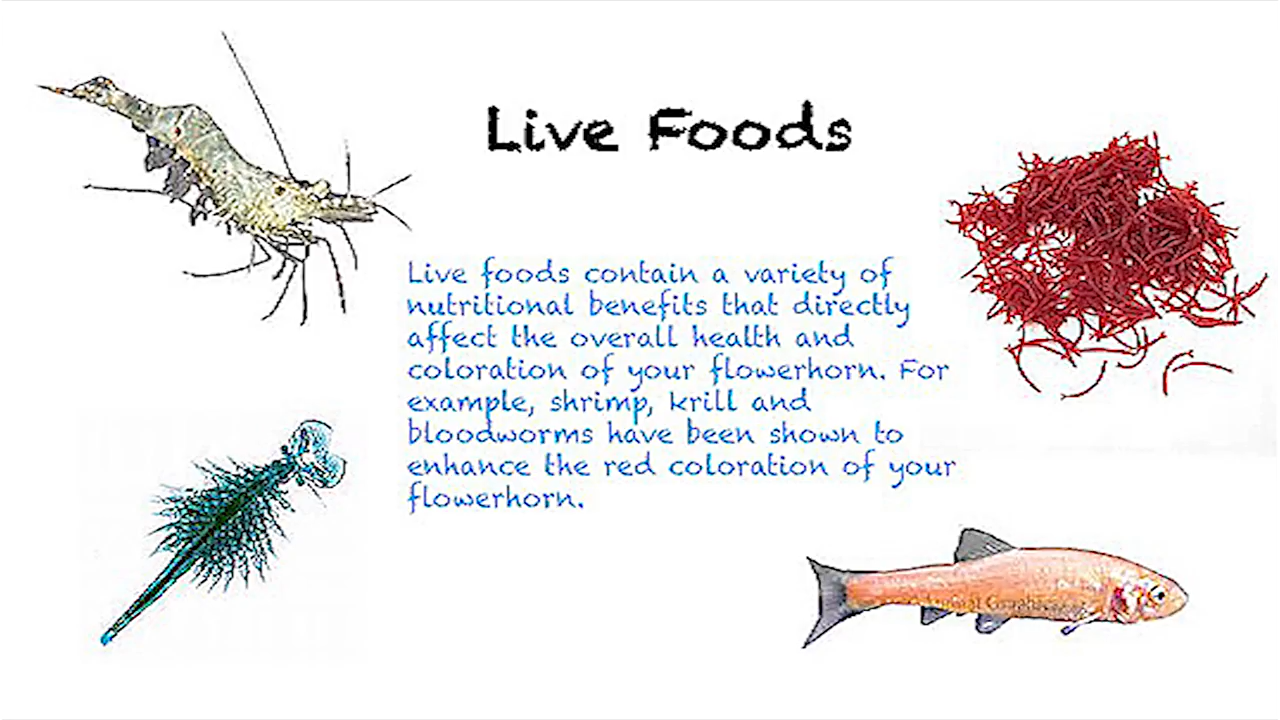 Live Foods
Live foods contain a variety of
nutritional benefits that directly
affect the overall health and
coloration of your flowerhorn. For
example, shrimp, krill and
bloodworms have been shown to
enhance the red coloration of your
flowerhorn.